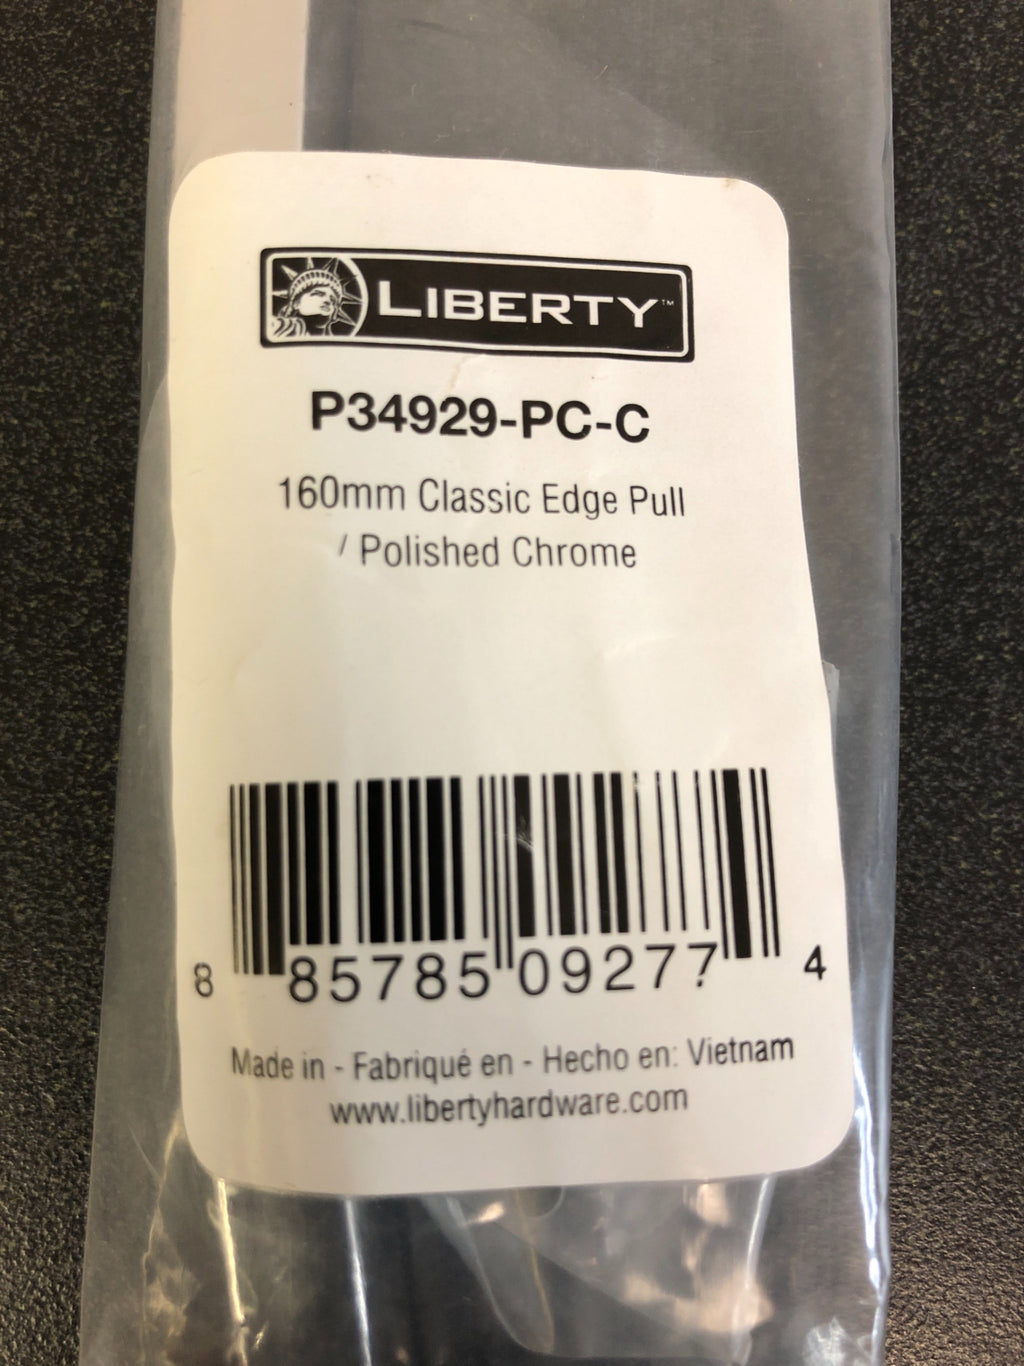 LIBERTY™
P34929-PC-C
160mm Classic Edge Pull
/ Polished Chrome
8 85785 09277 4
Made in - Fabriqué en - Hecho en: Vietnam
www.libertyhardware.com